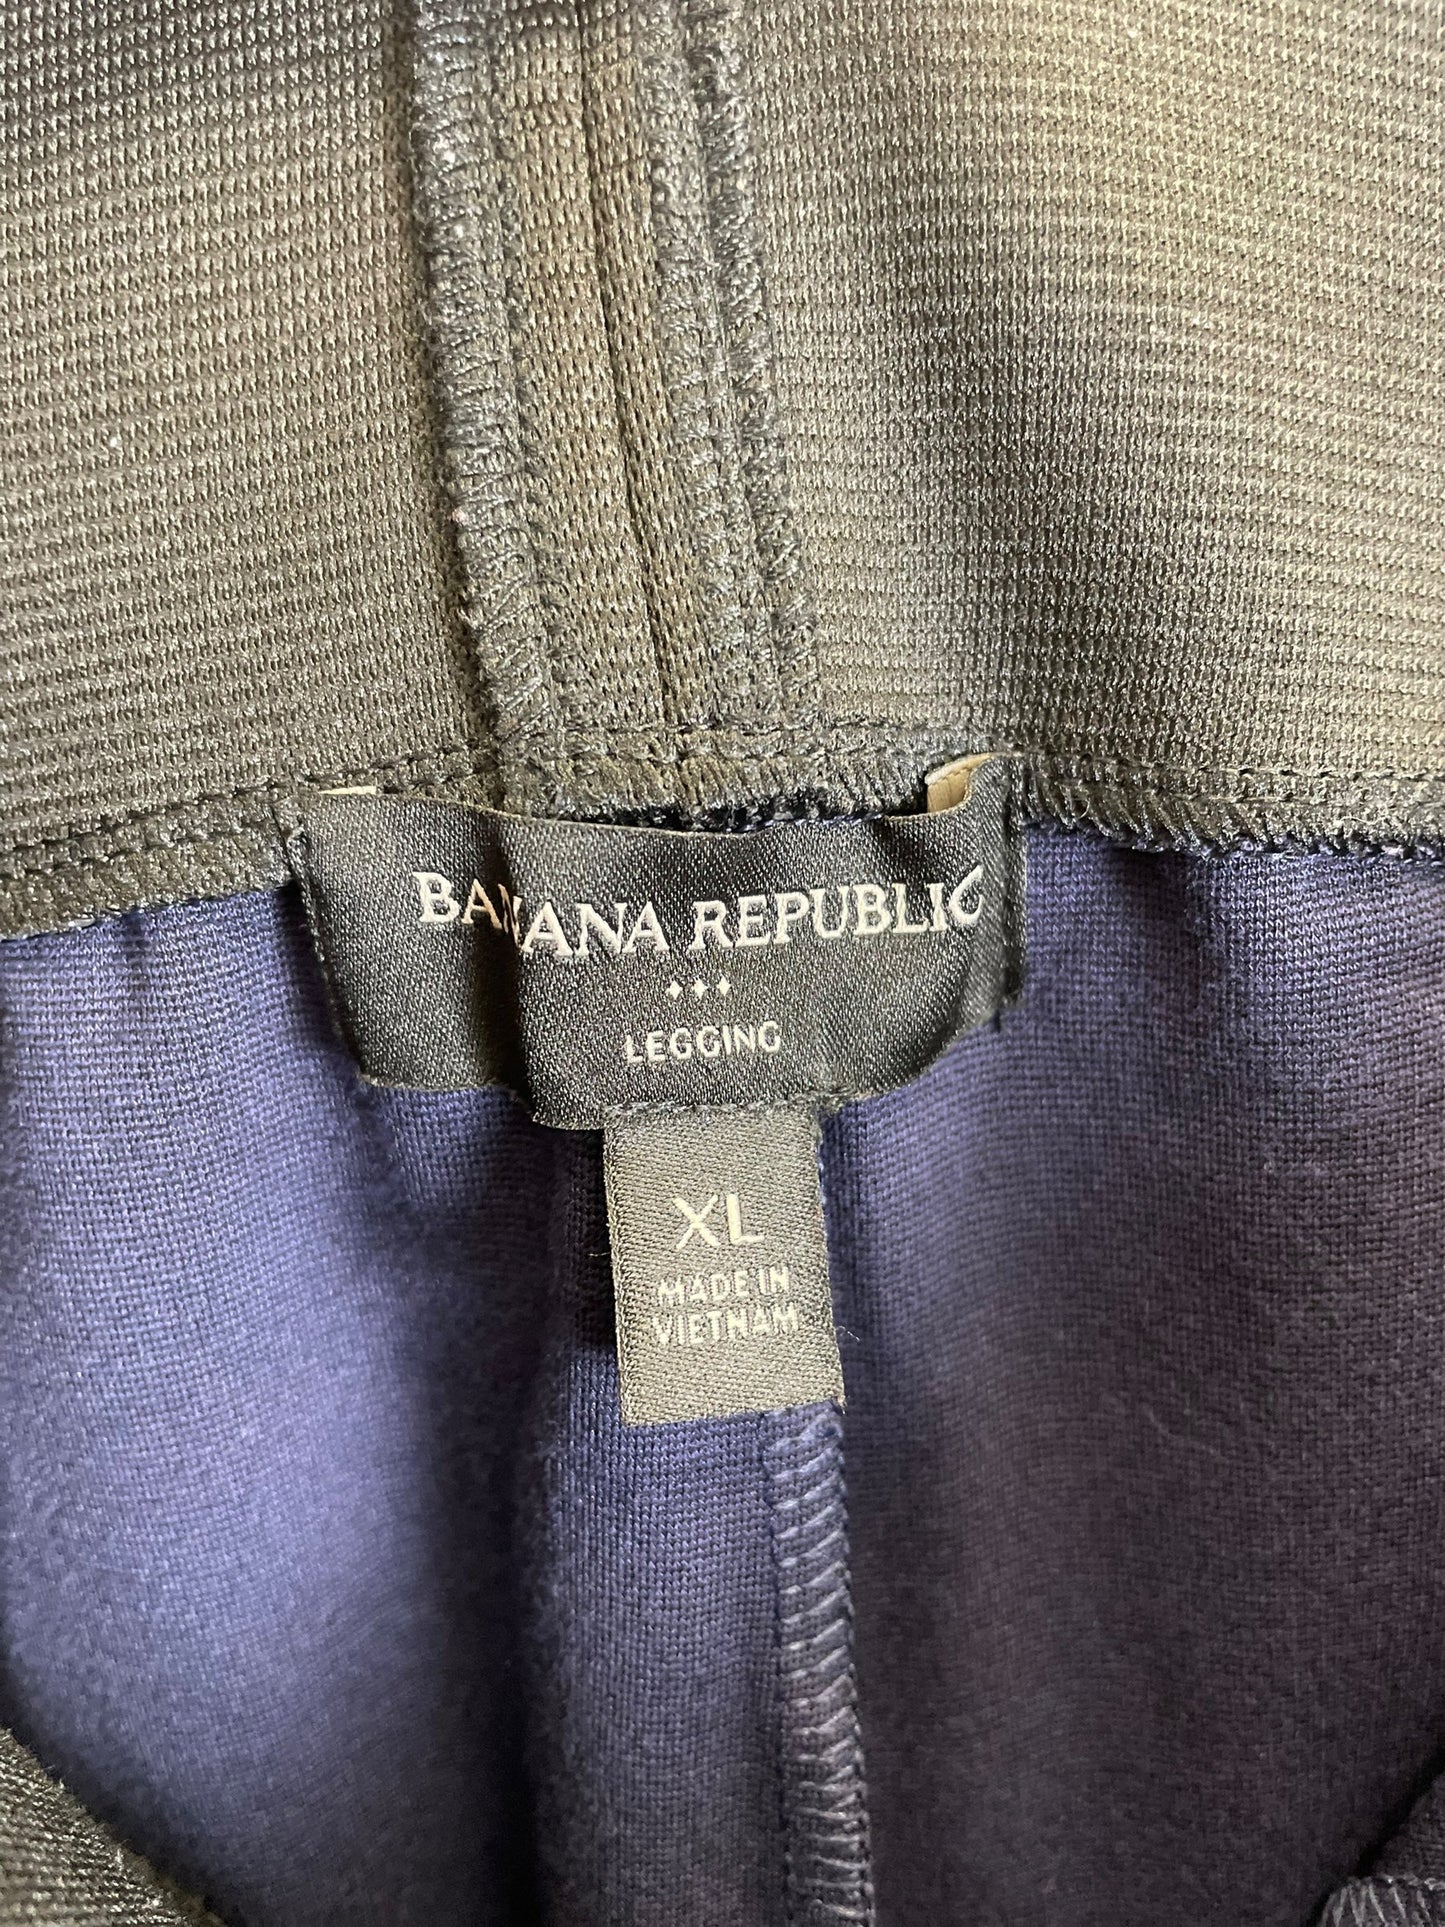 BANANA REPUBLIC
LEGGING
XL
MADE IN
VIETNAM